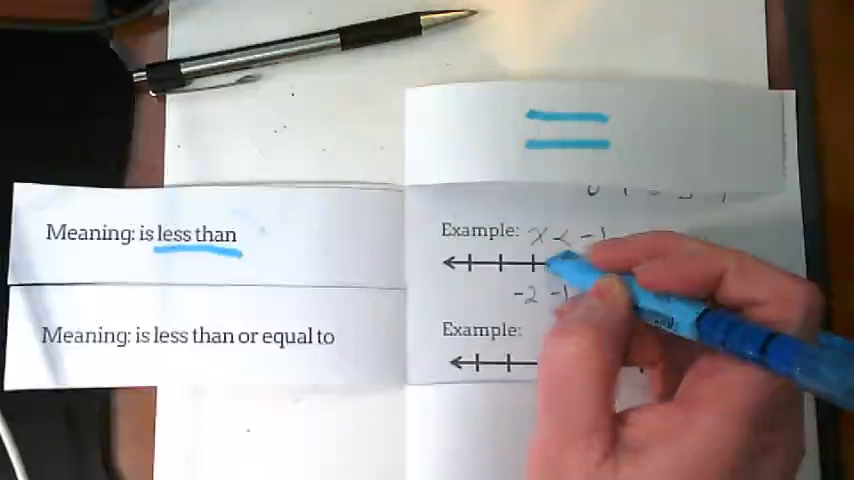 =
Meaning: is less than
Example: x < -1
-2 -1
Meaning: is less than or equal to
Example: